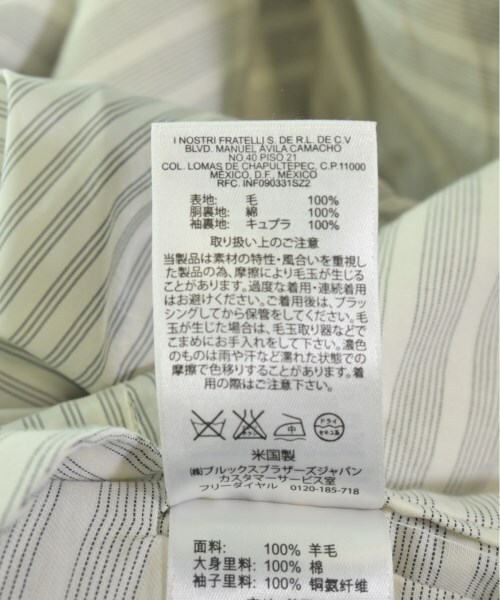 I NOSTRI FRATELLI S. DE R.L. DE C.V
BLVD. MANUEL ÁVILA CAMACHO
NO.40 PISO 21
COL. LOMAS DE CHAPULTEPEC, C.P.11000
MÉXICO, D.F., MÉXICO
RFC. INF090331SZ2
表地: 毛 100%
胴裏地: 綿 100%
袖裏地: キュプラ 100%
取り扱い上のご注意
当製品は素材の特性・風合いを重視し
た製品の為、摩擦により毛玉が生じる
ことがあります。過度な着用・連続着用
はお避けください。ご着用後は、ブラッ
シングしてから保管をしてください。毛
玉が生じた場合は、毛玉取り器などで
こまめにお手入れをして下さい。濃色
のものは雨や汗など濡れた状態での
摩擦で色移りすることがあります。着
用の際はご注意下さい。
中 ドライ セキユ系
米国製
(株)ブルックスブラザーズジャパン
カスタマーサービス室
フリーダイヤル 0120-185-718
面料: 100% 羊毛
大身里料: 100% 棉
袖子里料: 100% 铜氨纤维